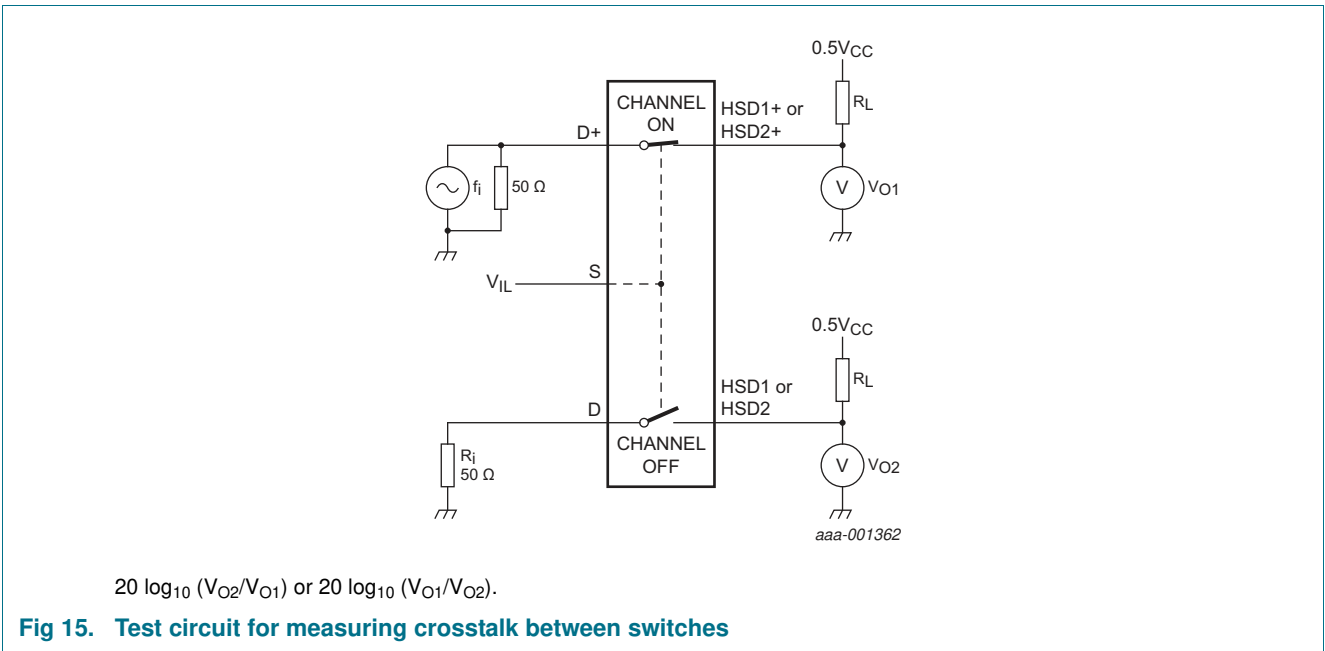 0.5VCC
RL
CHANNEL
ON
HSD1+ or
HSD2+
D+
fi
50 Ω
V
VO1
VIL
S
0.5VCC
RL
HSD1 or
HSD2
D
CHANNEL
OFF
Ri
50 Ω
V
VO2
aaa-001362
20 log10 (VO2/VO1) or 20 log10 (VO1/VO2).
Fig 15. Test circuit for measuring crosstalk between switches